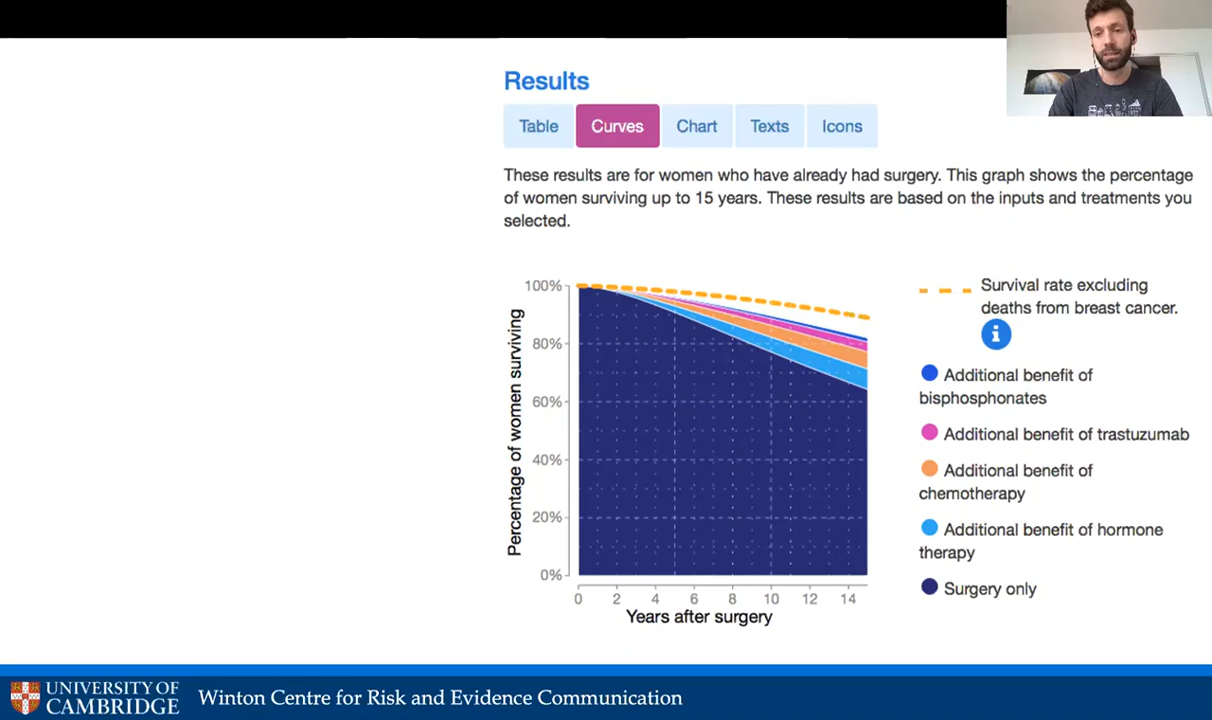 Results
Table
Curves
Chart
Texts
Icons
These results are for women who have already had surgery. This graph shows the percentage
of women surviving up to 15 years. These results are based on the inputs and treatments you
selected.
Percentage of women surviving
100%
80%
60%
40%
20%
0%
0 2 4 6 8 10 12 14
Years after surgery
Survival rate excluding
deaths from breast cancer.
i
Additional benefit of
bisphosphonates
Additional benefit of trastuzumab
Additional benefit of
chemotherapy
Additional benefit of hormone
therapy
Surgery only
UNIVERSITY OF
CAMBRIDGE
Winton Centre for Risk and Evidence Communication